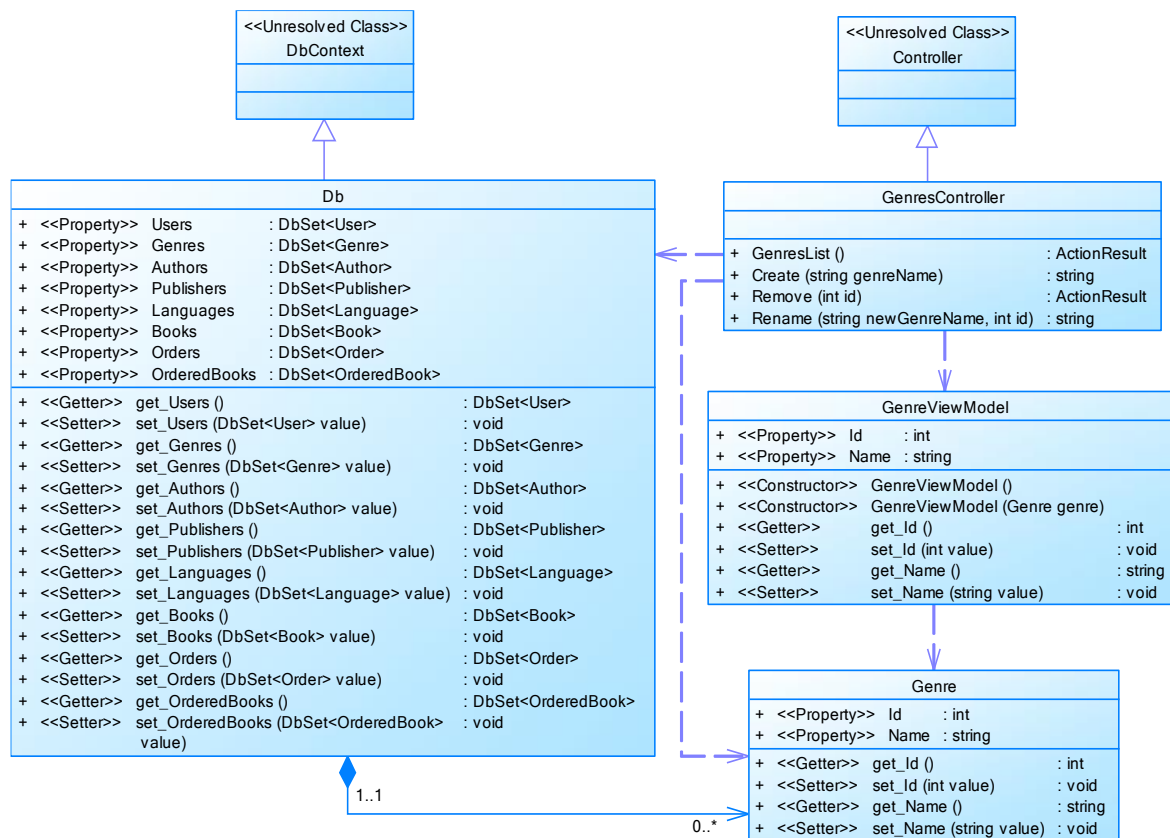 <<Unresolved Class>>
DbContext
<<Unresolved Class>>
Controller
Db
+ <<Property>> Users : DbSet<User>
+ <<Property>> Genres : DbSet<Genre>
+ <<Property>> Authors : DbSet<Author>
+ <<Property>> Publishers : DbSet<Publisher>
+ <<Property>> Languages : DbSet<Language>
+ <<Property>> Books : DbSet<Book>
+ <<Property>> Orders : DbSet<Order>
+ <<Property>> OrderedBooks : DbSet<OrderedBook>
+ <<Getter>> get_Users () : DbSet<User>
+ <<Setter>> set_Users (DbSet<User> value) : void
+ <<Getter>> get_Genres () : DbSet<Genre>
+ <<Setter>> set_Genres (DbSet<Genre> value) : void
+ <<Getter>> get_Authors () : DbSet<Author>
+ <<Setter>> set_Authors (DbSet<Author> value) : void
+ <<Getter>> get_Publishers () : DbSet<Publisher>
+ <<Setter>> set_Publishers (DbSet<Publisher> value) : void
+ <<Getter>> get_Languages () : DbSet<Language>
+ <<Setter>> set_Languages (DbSet<Language> value) : void
+ <<Getter>> get_Books () : DbSet<Book>
+ <<Setter>> set_Books (DbSet<Book> value) : void
+ <<Getter>> get_Orders () : DbSet<Order>
+ <<Setter>> set_Orders (DbSet<Order> value) : void
+ <<Getter>> get_OrderedBooks () : DbSet<OrderedBook>
+ <<Setter>> set_OrderedBooks (DbSet<OrderedBook> : void
value)
GenresController
+ GenresList () : ActionResult
+ Create (string genreName) : string
+ Remove (int id) : ActionResult
+ Rename (string newGenreName, int id) : string
GenreViewModel
+ <<Property>> Id : int
+ <<Property>> Name : string
+ <<Constructor>> GenreViewModel ()
+ <<Constructor>> GenreViewModel (Genre genre)
+ <<Getter>> get_Id () : int
+ <<Setter>> set_Id (int value) : void
+ <<Getter>> get_Name () : string
+ <<Setter>> set_Name (string value) : void
Genre
+ <<Property>> Id : int
+ <<Property>> Name : string
+ <<Getter>> get_Id () : int
+ <<Setter>> set_Id (int value) : void
+ <<Getter>> get_Name () : string
+ <<Setter>> set_Name (string value) : void
1..1
0..*